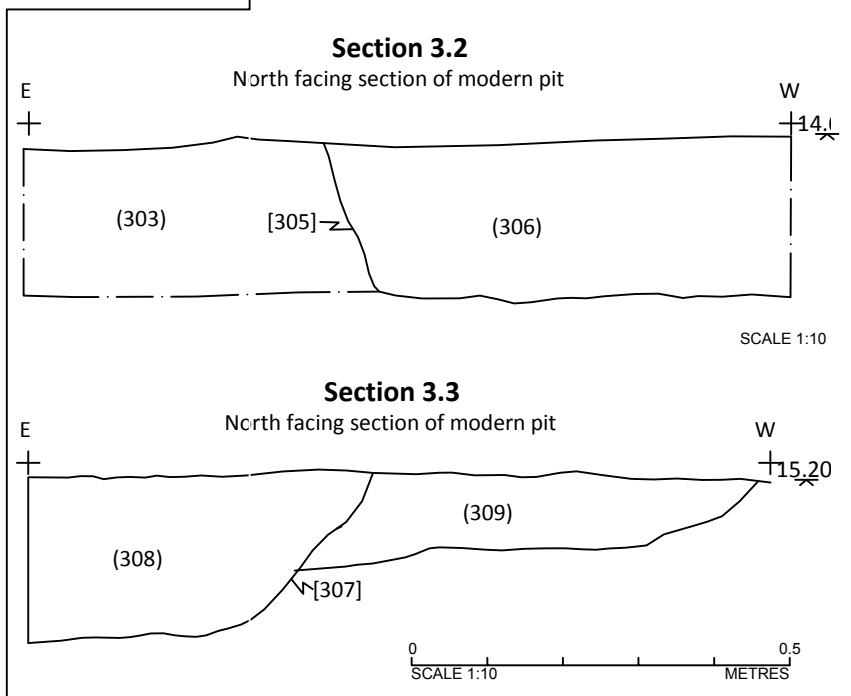 Section 3.2
North facing section of modern pit
E
W
(303)
[305]
(306)
SCALE 1:10
Section 3.3
North facing section of modern pit
E
W
15.20
(309)
(308)
[307]
0
0.5
SCALE 1:10
METRES